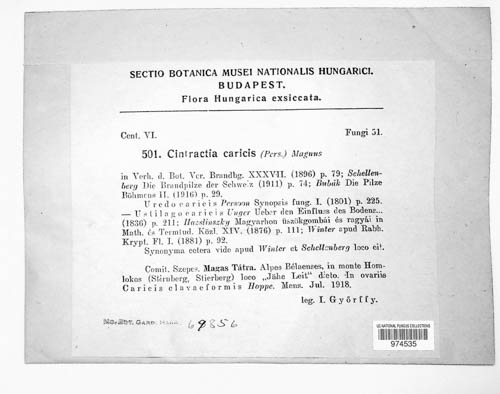 SECTIO BOTANICA MUSEI NATIONALIS HUNGARICI.
BUDAPEST.
Flora Hungarica exsiccata.
Cent. VI. Fungi 31.
501. Cintractia caricis (Pers.) Magnus
in Verh. d. Bot. Ver. Brandbg. XXXVII. (1896) p. 79; Schellen-
berg Die Brandpilze der Schweiz (1911) p. 74; Bubák Die Pilze
Böhmens II. (1916) p. 29.
Uredo caricis Persoon Synopsis fung. I. (1801) p. 225.
— Ustilago caricis Unger Ueber den Einfluss des Bodens...
(1836) p. 211; Hazslinszky Magyarhon üszökgombái és ragyái in
Math. és Termtud. Közl. XIV. (1876) p. 111; Winter apud Rabh.
Krypt. Fl. I. (1881) p. 92.
Synonyma cetera vide apud Winter et Schellenberg loco cit.
Comit. Szepes. Magas Tátra. Alpes Bélaenses, in monte Hom-
lokos (Stirnberg, Stierberg) loco „Jähe Leit" dicto. In ovariis
Caricis clavaeformis Hoppe. Mens. Jul. 1918.
leg. I. Győrffy.
MO. BOT. GARD. HERB. 69856
US NATIONAL FUNGUS COLLECTIONS
974535